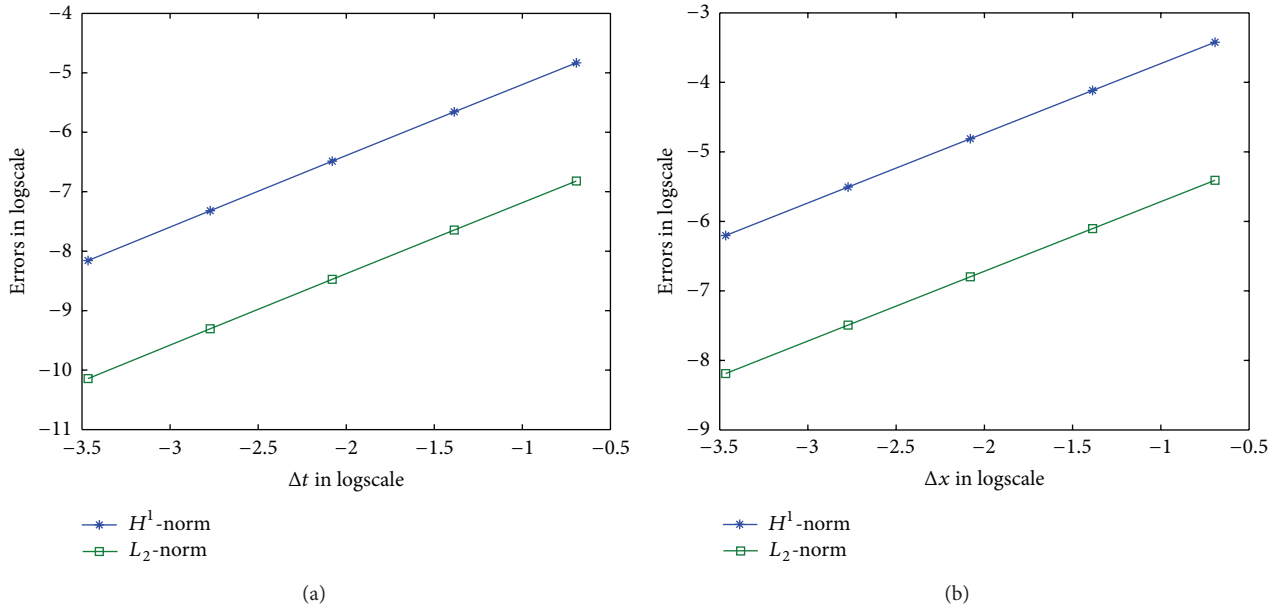 −4
−5
−6
−7
−8
−9
−10
−11
Errors in logscale
−3.5 −3 −2.5 −2 −1.5 −1 −0.5
Δt in logscale
H¹-norm
L₂-norm
(a)
−3
−4
−5
−6
−7
−8
−9
Errors in logscale
−3.5 −3 −2.5 −2 −1.5 −1 −0.5
Δx in logscale
H¹-norm
L₂-norm
(b)